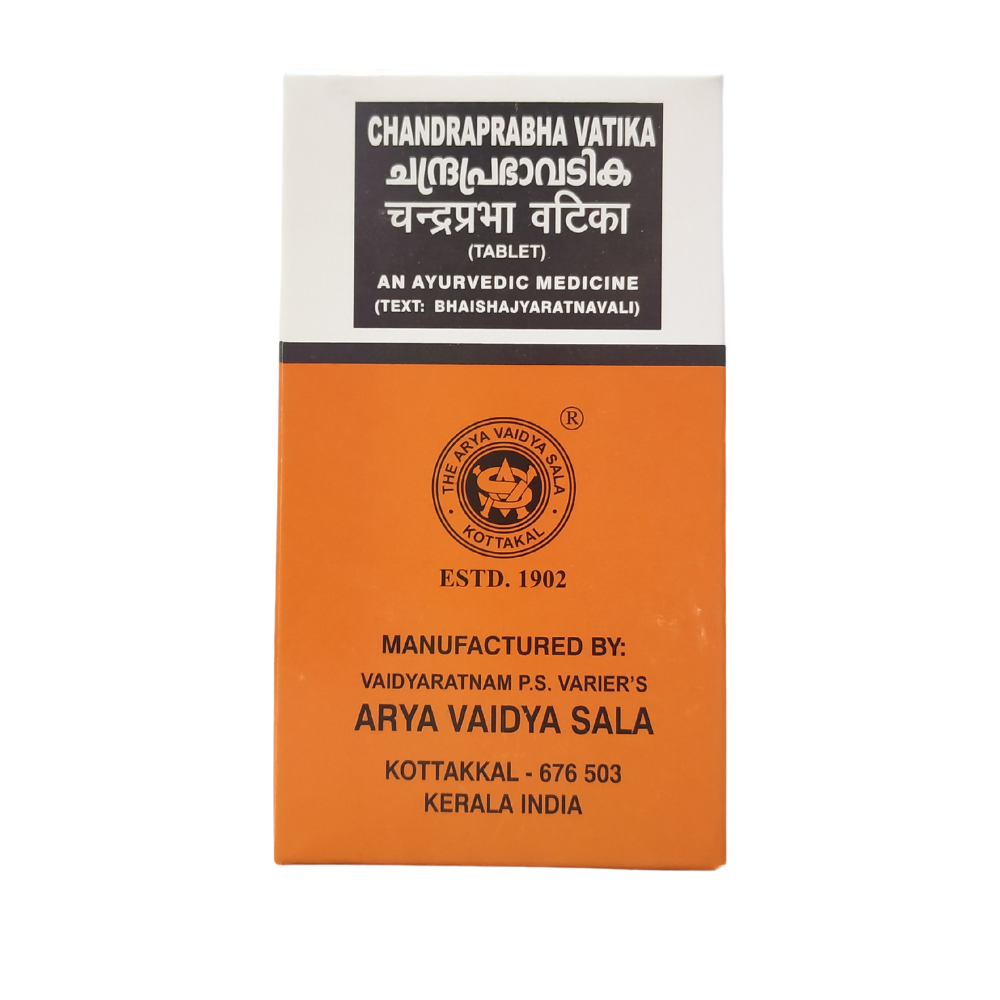 CHANDRAPRABHA VATIKA
ചന്ദ്രപ്രഭാവടിക
चन्द्रप्रभा वटिका
(TABLET)
AN AYURVEDIC MEDICINE
(TEXT: BHAISHAJYARATNAVALI)
®
THE ARYA VAIDYA SALA
• KOTTAKAL •
ESTD. 1902
MANUFACTURED BY:
VAIDYARATNAM P.S. VARIER'S
ARYA VAIDYA SALA
KOTTAKKAL - 676 503
KERALA INDIA